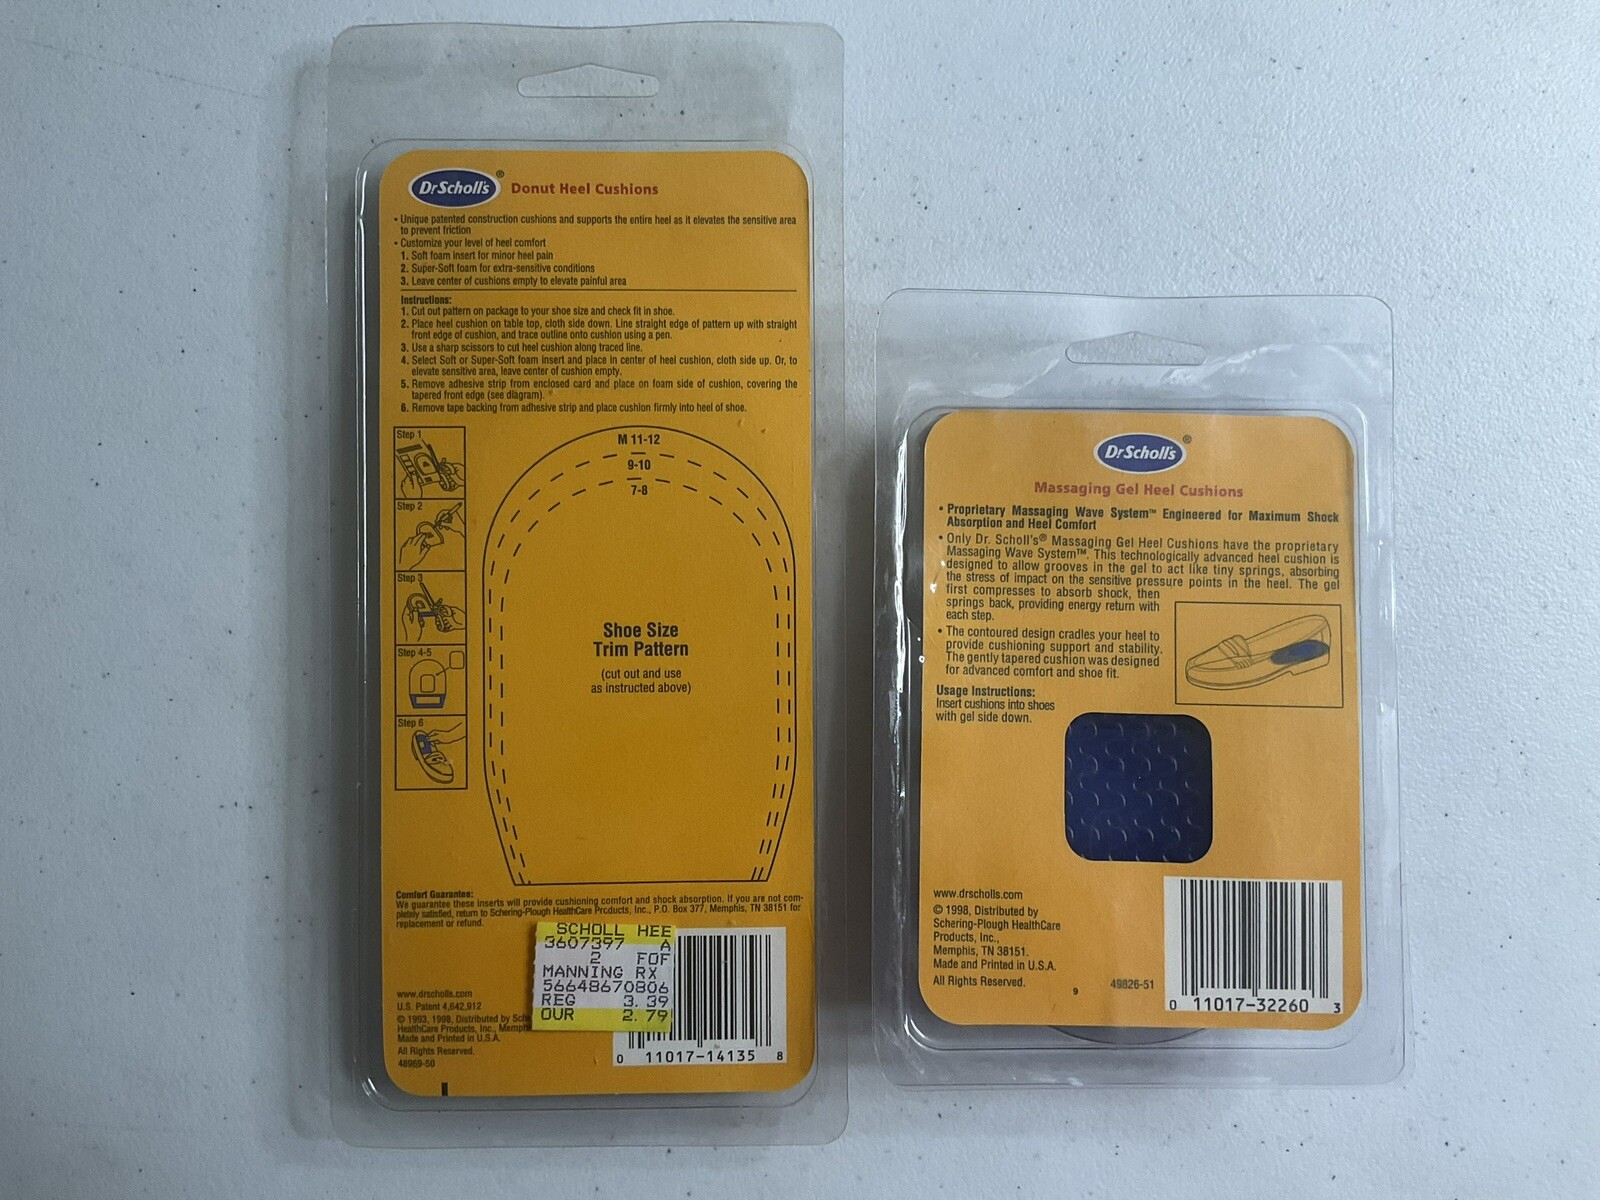 DrScholl's® Donut Heel Cushions
• Unique patented construction cushions and supports the entire heel as it elevates the sensitive area
to prevent friction
• Customize your level of heel comfort
1. Soft foam insert for minor heel pain
2. Super-Soft foam for extra-sensitive conditions
3. Leave center of cushions empty to elevate painful area
Instructions:
1. Cut out pattern on package to your shoe size and check fit in shoe.
2. Place heel cushion on table top, cloth side down. Line straight edge of pattern up with straight
front edge of cushion, and trace outline onto cushion using a pen.
3. Use a sharp scissors to cut heel cushion along traced line.
4. Select Soft or Super-Soft foam insert and place in center of heel cushion, cloth side up. Or, to
elevate sensitive area, leave center of cushion empty.
5. Remove adhesive strip from enclosed card and place on foam side of cushion, covering the
tapered front edge (see diagram).
6. Remove tape backing from adhesive strip and place cushion firmly into heel of shoe.
Step 1
Step 2
Step 3
Step 4-5
Step 6
M 11-12
9-10
7-8
Shoe Size
Trim Pattern
(cut out and use
as instructed above)
Comfort Guarantee:
We guarantee these inserts will provide cushioning comfort and shock absorption. If you are not com-
pletely satisfied, return to Schering-Plough HealthCare Products, Inc., P.O. Box 377, Memphis, TN 38151 for
replacement or refund.
SCHOLL HEE
3607397 A
2 FOF
MANNING RX
56648670806
REG 3.39
OUR 2.79
www.drscholls.com
U.S. Patent 4,642,912
© 1993, 1998, Distributed by Sche
HealthCare Products, Inc., Memph
Made and Printed in U.S.A.
All Rights Reserved.
48969-50
0 11017-14135 8
DrScholl's®
Massaging Gel Heel Cushions
• Proprietary Massaging Wave System™ Engineered for Maximum Shock
Absorption and Heel Comfort
• Only Dr. Scholl's® Massaging Gel Heel Cushions have the proprietary
Massaging Wave System™. This technologically advanced heel cushion is
designed to allow grooves in the gel to act like tiny springs, absorbing
the stress of impact on the sensitive pressure points in the heel. The gel
first compresses to absorb shock, then
springs back, providing energy return with
each step.
• The contoured design cradles your heel to
provide cushioning support and stability.
The gently tapered cushion was designed
for advanced comfort and shoe fit.
Usage Instructions:
Insert cushions into shoes
with gel side down.
www.drscholls.com
© 1998, Distributed by
Schering-Plough HealthCare
Products, Inc.,
Memphis, TN 38151.
Made and Printed in U.S.A.
All Rights Reserved.
9
49826-51
0 11017-32260 3